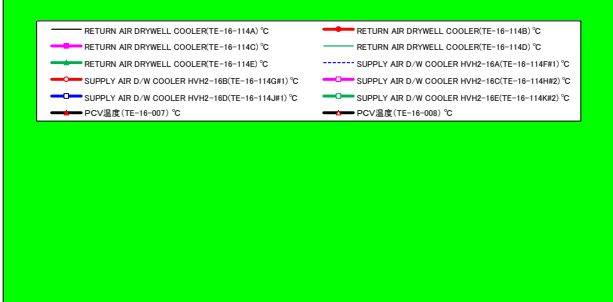 RETURN AIR DRYWELL COOLER(TE-16-114A) ℃ RETURN AIR DRYWELL COOLER(TE-16-114B) ℃
RETURN AIR DRYWELL COOLER(TE-16-114C) ℃ RETURN AIR DRYWELL COOLER(TE-16-114D) ℃
RETURN AIR DRYWELL COOLER(TE-16-114E) ℃ SUPPLY AIR D/W COOLER HVH2-16A(TE-16-114F#1) ℃
SUPPLY AIR D/W COOLER HVH2-16B(TE-16-114G#1) ℃ SUPPLY AIR D/W COOLER HVH2-16C(TE-16-114H#2) ℃
SUPPLY AIR D/W COOLER HVH2-16D(TE-16-114J#1) ℃ SUPPLY AIR D/W COOLER HVH2-16E(TE-16-114K#2) ℃
PCV温度(TE-16-007) ℃ PCV温度(TE-16-008) ℃